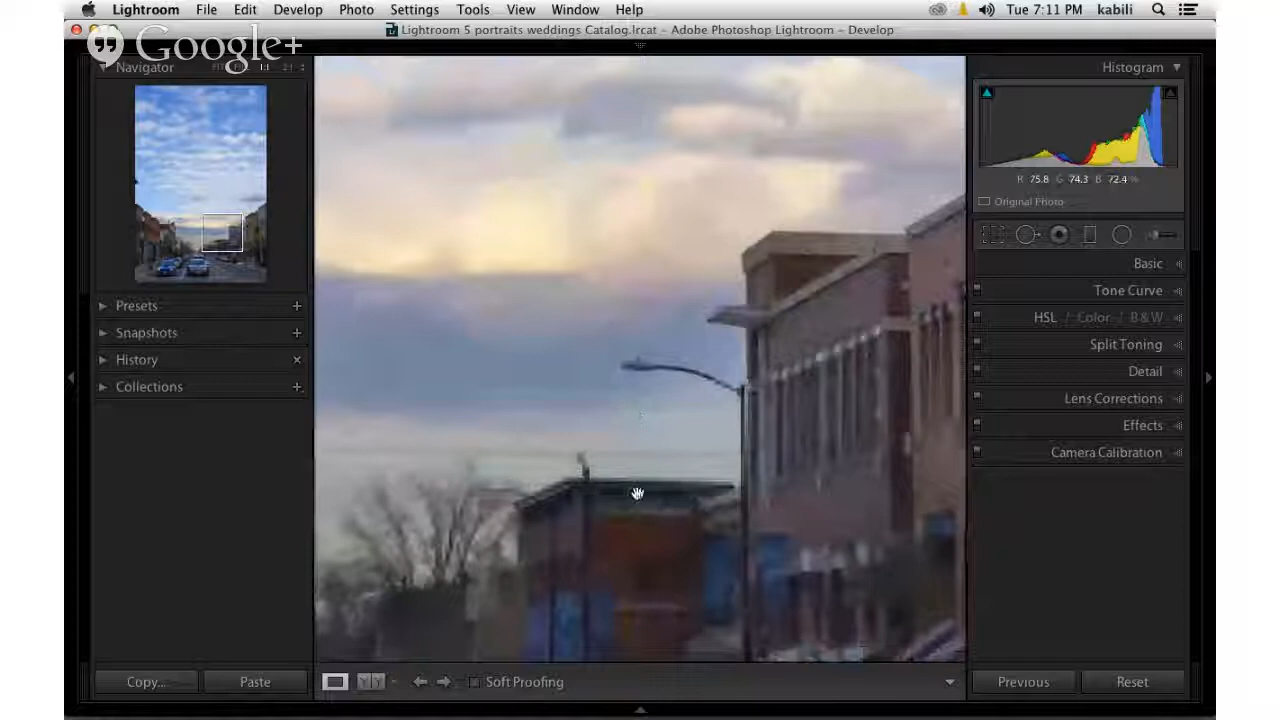 Lightroom File Edit Develop Photo Settings Tools View Window Help Tue 7:11 PM kabili
Lightroom 5 portraits weddings Catalog.lrcat – Adobe Photoshop Lightroom – Develop
Google+
Navigator 1:1
Histogram
R 75.8 G 74.3 B 72.4 %
Original Photo
Basic
Tone Curve
HSL / Color / B&W
Split Toning
Detail
Lens Corrections
Effects
Camera Calibration
Presets
Snapshots
History
Collections
Copy... Paste
Soft Proofing
Previous Reset